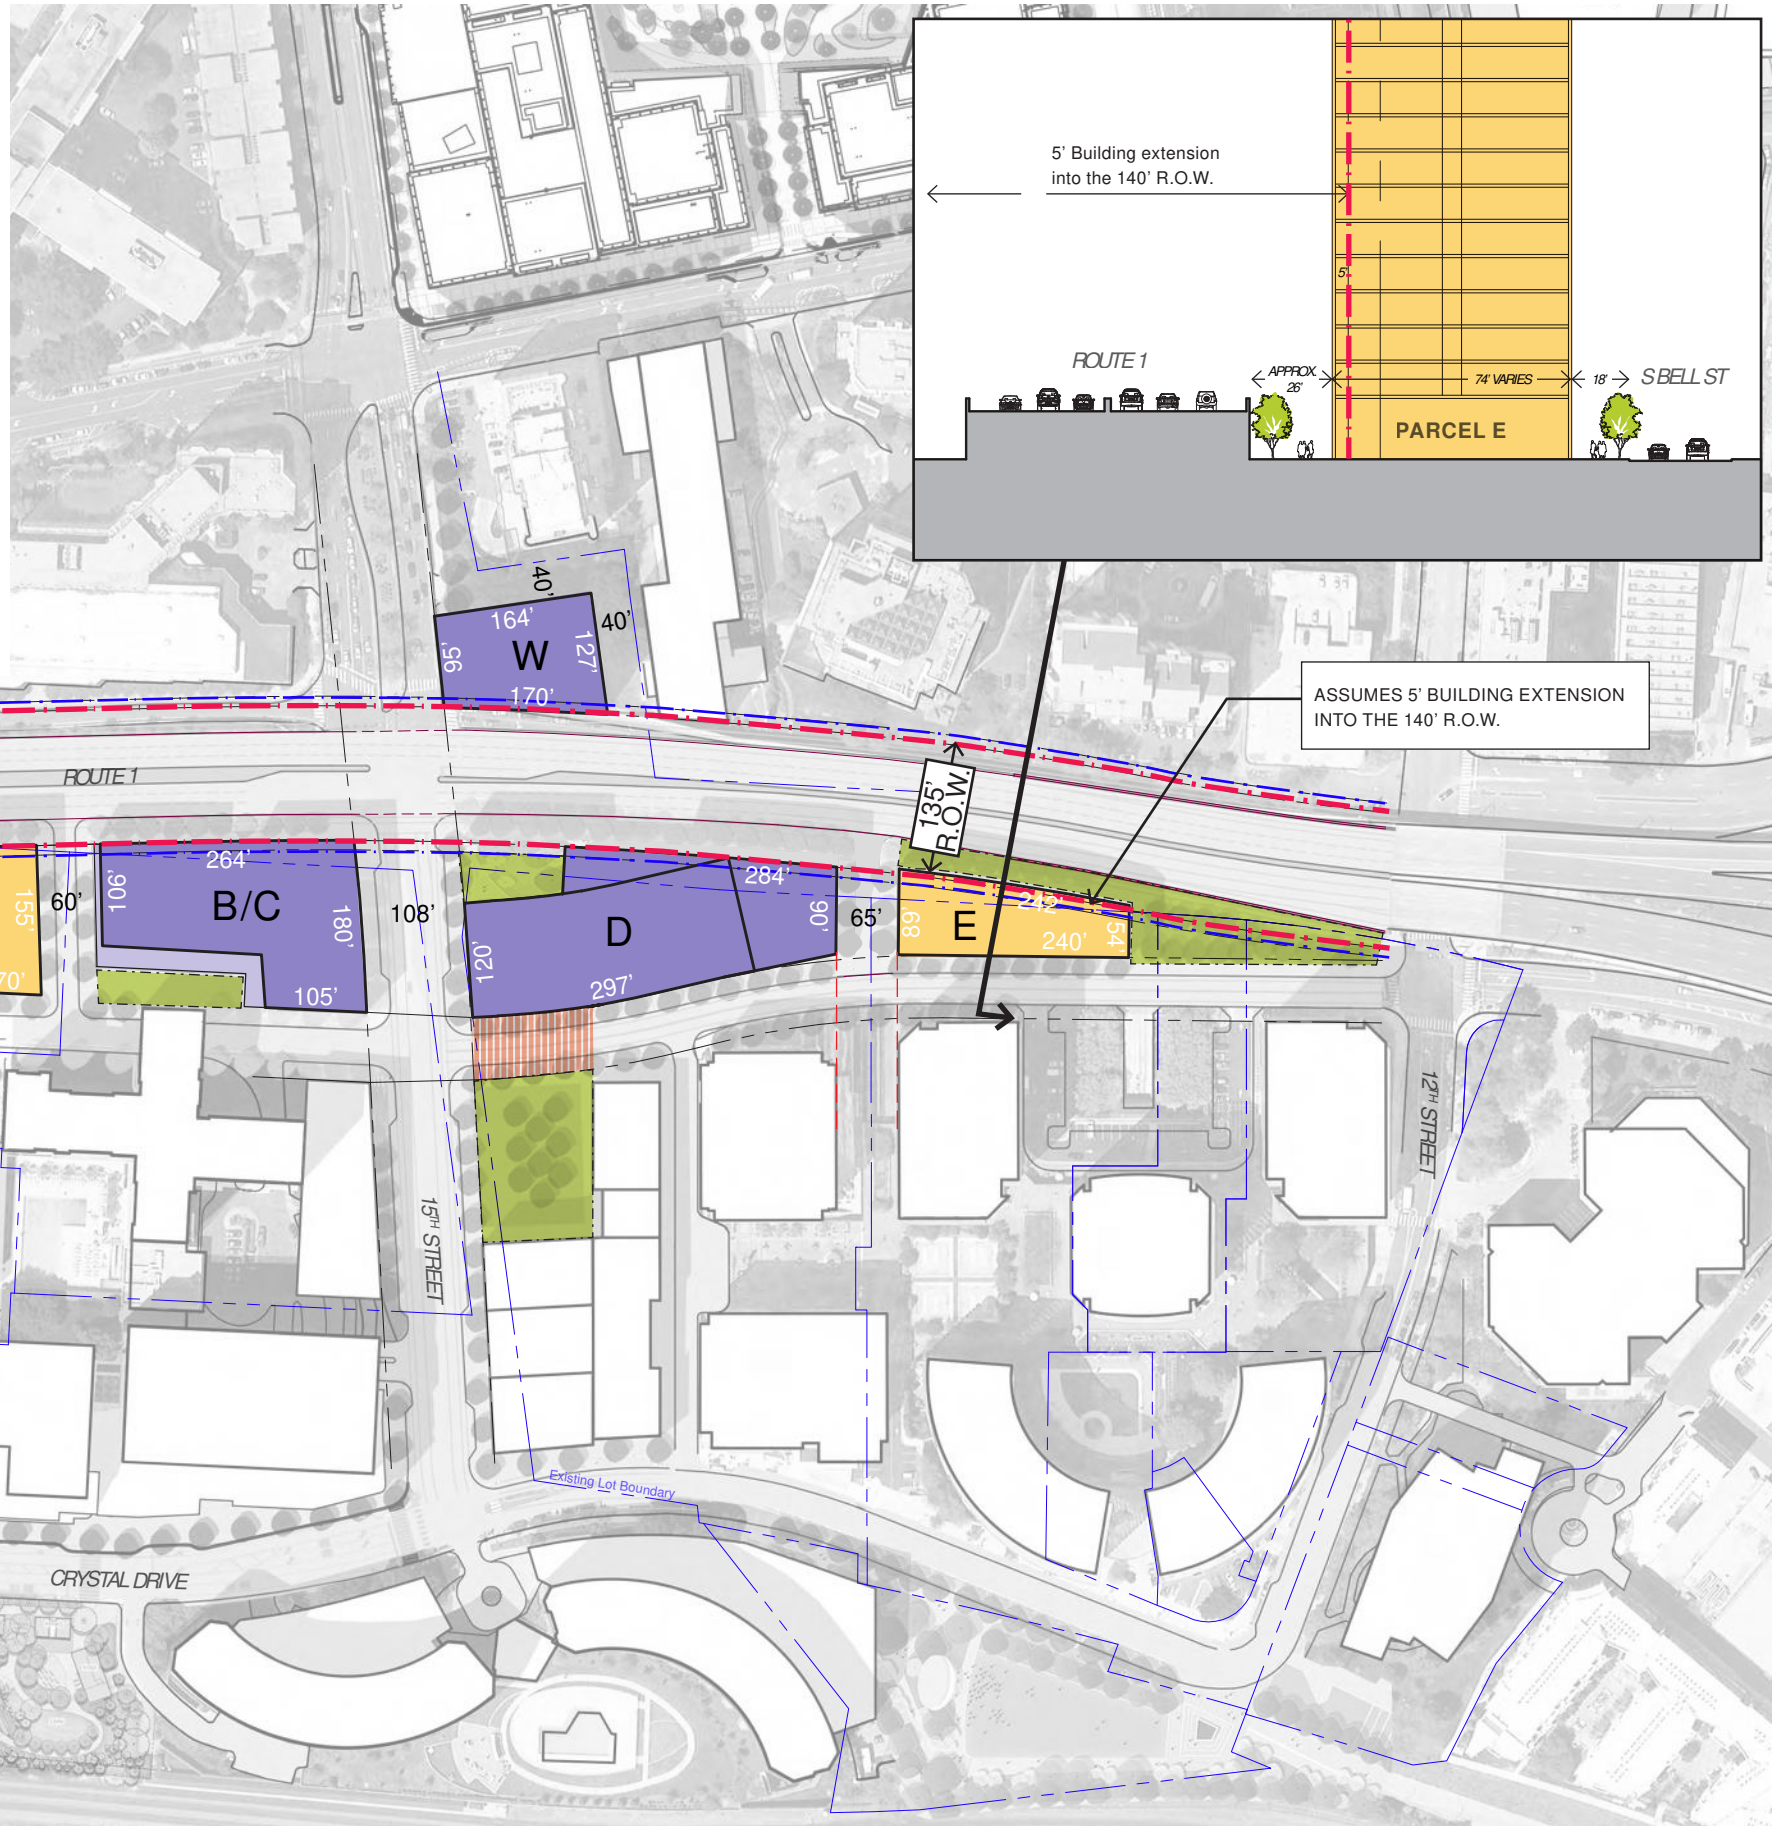 5’ Building extension
into the 140’ R.O.W.
5’
ROUTE 1
APPROX.
26’
74’ VARIES
18’
S BELL ST
PARCEL E
40’
164’
40’
W
95’
127’
170’
ASSUMES 5’ BUILDING EXTENSION
INTO THE 140’ R.O.W.
ROUTE 1
135’
R.O.W.
264’
284’
155’
60’
106’
B/C
180’
108’
D
90’
65’
89’
E
242’
54’
240’
120’
70’
105’
297’
12TH STREET
15TH STREET
Existing Lot Boundary
CRYSTAL DRIVE